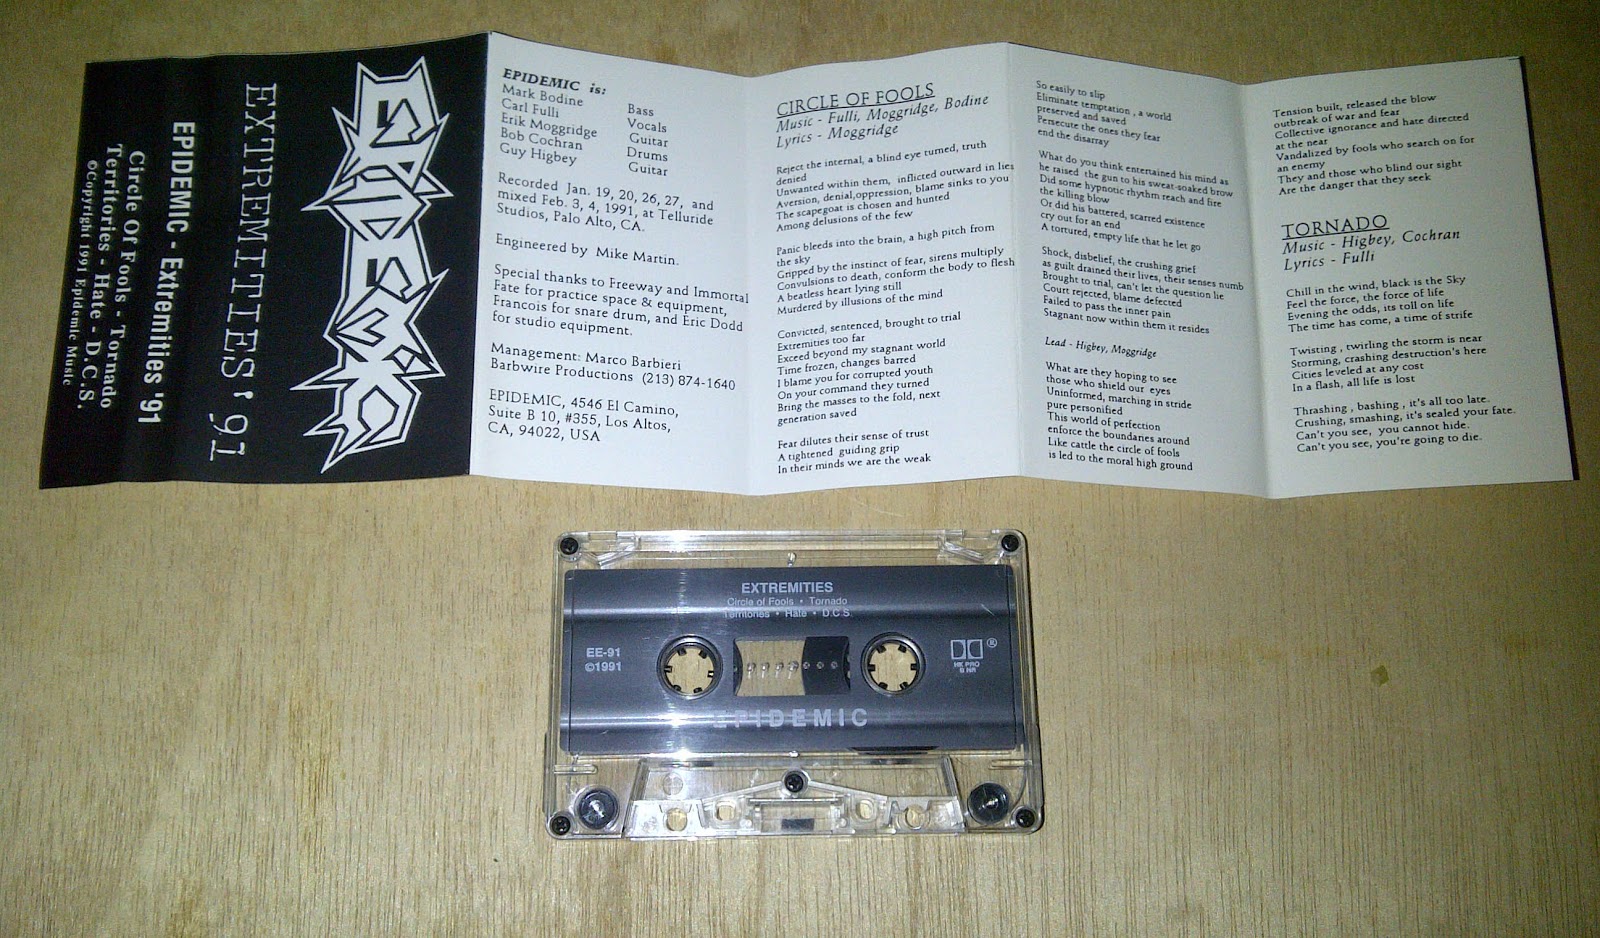 EPIDEMIC
EXTREMITIES '91
EPIDEMIC - Extremities '91
Circle Of Fools - Tornado
Territories - Hate - D.C.S.
©Copyright 1991 Epidemic Music
EPIDEMIC is:
Mark Bodine Bass
Carl Fulli Vocals
Erik Moggridge Guitar
Bob Cochran Drums
Guy Higbey Guitar
Recorded Jan. 19, 20, 26, 27, and
mixed Feb. 3, 4, 1991, at Telluride
Studios, Palo Alto, CA.
Engineered by Mike Martin.
Special thanks to Freeway and Immortal
Fate for practice space & equipment,
Francois for snare drum, and Eric Dodd
for studio equipment.
Management: Marco Barbieri
Barbwire Productions (213) 874-1640
EPIDEMIC, 4546 El Camino,
Suite B 10, #355, Los Altos,
CA, 94022, USA
CIRCLE OF FOOLS
Music - Fulli, Moggridge, Bodine
Lyrics - Moggridge
Reject the internal, a blind eye turned, truth
denied
Unwanted within them, inflicted outward in lies
Aversion, denial,oppression, blame sinks to you
The scapegoat is chosen and hunted
Among delusions of the few
Panic bleeds into the brain, a high pitch from
the sky
Gripped by the instinct of fear, sirens multiply
Convulsions to death, conform the body to flesh
A beatless heart lying still
Murdered by illusions of the mind
Convicted, sentenced, brought to trial
Extremities too far
Exceed beyond my stagnant world
Time frozen, changes barred
I blame you for corrupted youth
On your command they turned
Bring the masses to the fold, next
generation saved
Fear dilutes their sense of trust
A tightened guiding grip
In their minds we are the weak
So easily to slip
Eliminate temptation , a world
preserved and saved
Persecute the ones they fear
end the disarray
What do you think entertained his mind as
he raised the gun to his sweat-soaked brow
Did some hypnotic rhythm reach and fire
the killing blow
Or did his battered, scarred existence
cry out for an end
A tortured, empty life that he let go
Shock, disbelief, the crushing grief
as guilt drained their lives, their senses numb
Brought to trial, can't let the question lie
Court rejected, blame defected
Failed to pass the inner pain
Stagnant now within them it resides
Lead - Higbey, Moggridge
What are they hoping to see
those who shield our eyes
Uninformed, marching in stride
pure personified
This world of perfection
enforce the boundanes around
Like cattle the circle of fools
is led to the moral high ground
Tension built, released the blow
outbreak of war and fear
Collective ignorance and hate directed
at the near
Vandalized by fools who search on for
an enemy
They and those who blind our sight
Are the danger that they seek
TORNADO
Music - Higbey, Cochran
Lyrics - Fulli
Chill in the wind, black is the Sky
Feel the force, the force of life
Evening the odds, its toll on life
The time has come, a time of strife
Twisting , twirling the storm is near
Storming, crashing destruction's here
Cities leveled at any cost
In a flash, all life is lost
Thrashing , bashing , it's all too late.
Crushing, smashing, it's sealed your fate.
Can't you see, you cannot hide.
Can't you see, you're going to die.
EXTREMITIES
Circle of Fools • Tornado
Territories • Hate • D.C.S.
EE-91
©1991
®
HX PRO
B NR
EPIDEMIC